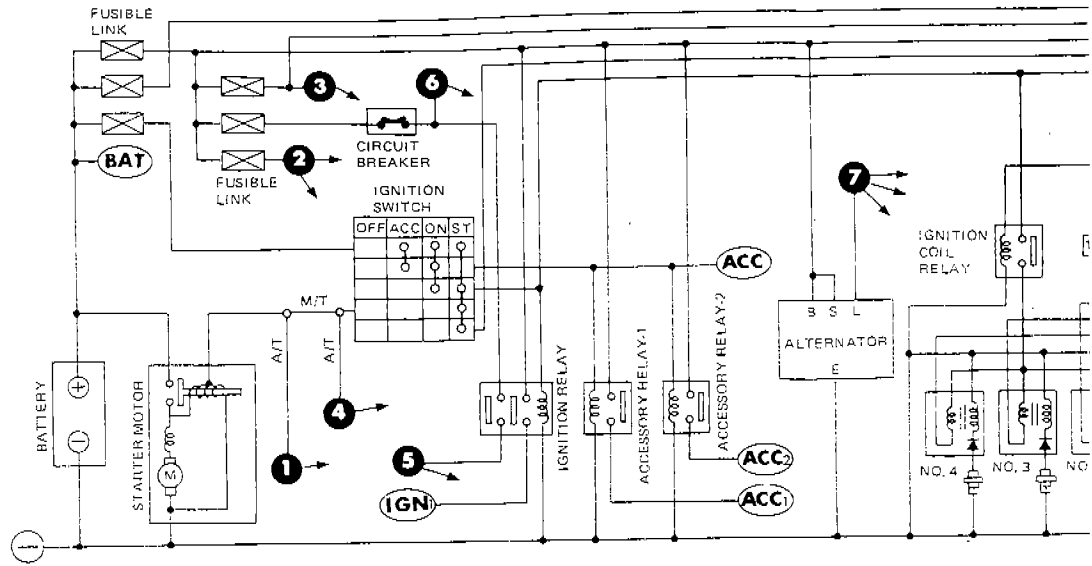 FUSIBLE
LINK
3
6
CIRCUIT
BREAKER
BAT
2
FUSIBLE
LINK
IGNITION
SWITCH
OFF ACC ON ST
7
IGNITION
COIL
RELAY
ACC
M/T
A/T
A/T
B S L
ALTERNATOR
E
BATTERY
STARTER MOTOR
M
4
1
5
IGN1
IGNITION RELAY
ACCESSORY RELAY-1
ACCESSORY RELAY-2
ACC2
ACC1
NO. 4
NO. 3
NO